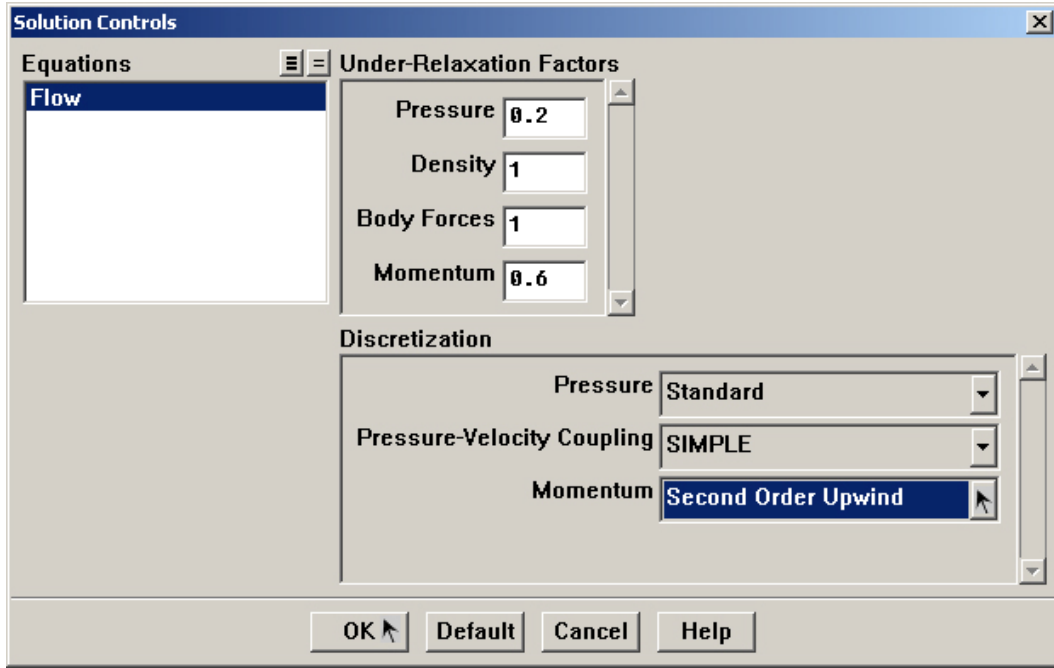 Solution Controls
Equations
Flow
Under-Relaxation Factors
Pressure 0.2
Density 1
Body Forces 1
Momentum 0.6
Discretization
Pressure Standard
Pressure-Velocity Coupling SIMPLE
Momentum Second Order Upwind
OK Default Cancel Help